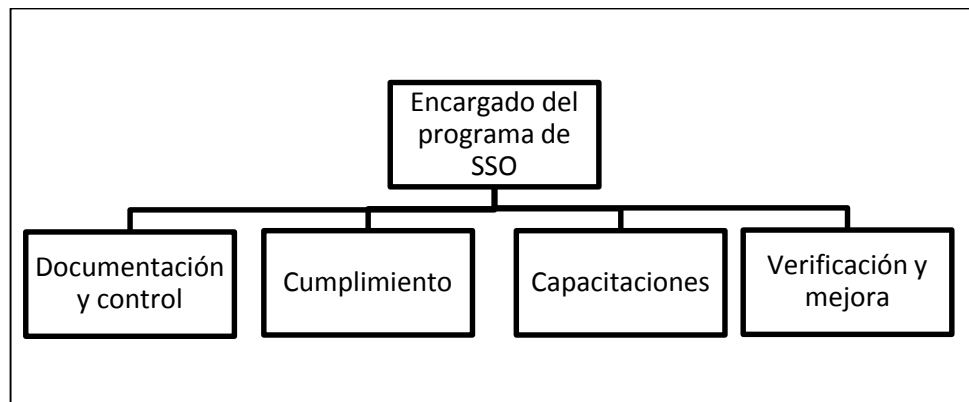 Encargado del
programa de
SSO
Documentación
y control
Cumplimiento
Capacitaciones
Verificación y
mejora